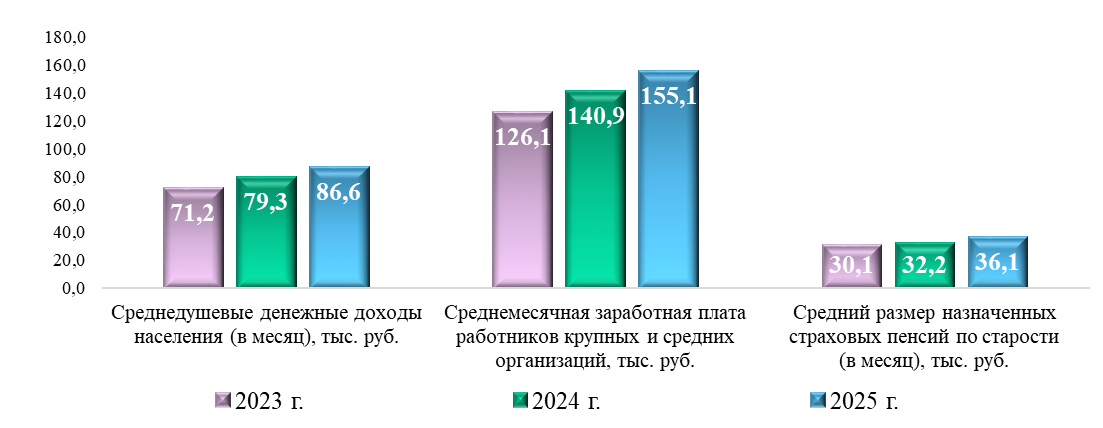 180,0
160,0
140,0
120,0
100,0
80,0
60,0
40,0
20,0
0,0
71,2
79,3
86,6
126,1
140,9
155,1
30,1
32,2
36,1
Среднедушевые денежные доходы
населения (в месяц), тыс. руб.
Среднемесячная заработная плата
работников крупных и средних
организаций, тыс. руб.
Средний размер назначенных
страховых пенсий по старости
(в месяц), тыс. руб.
2023 г.
2024 г.
2025 г.